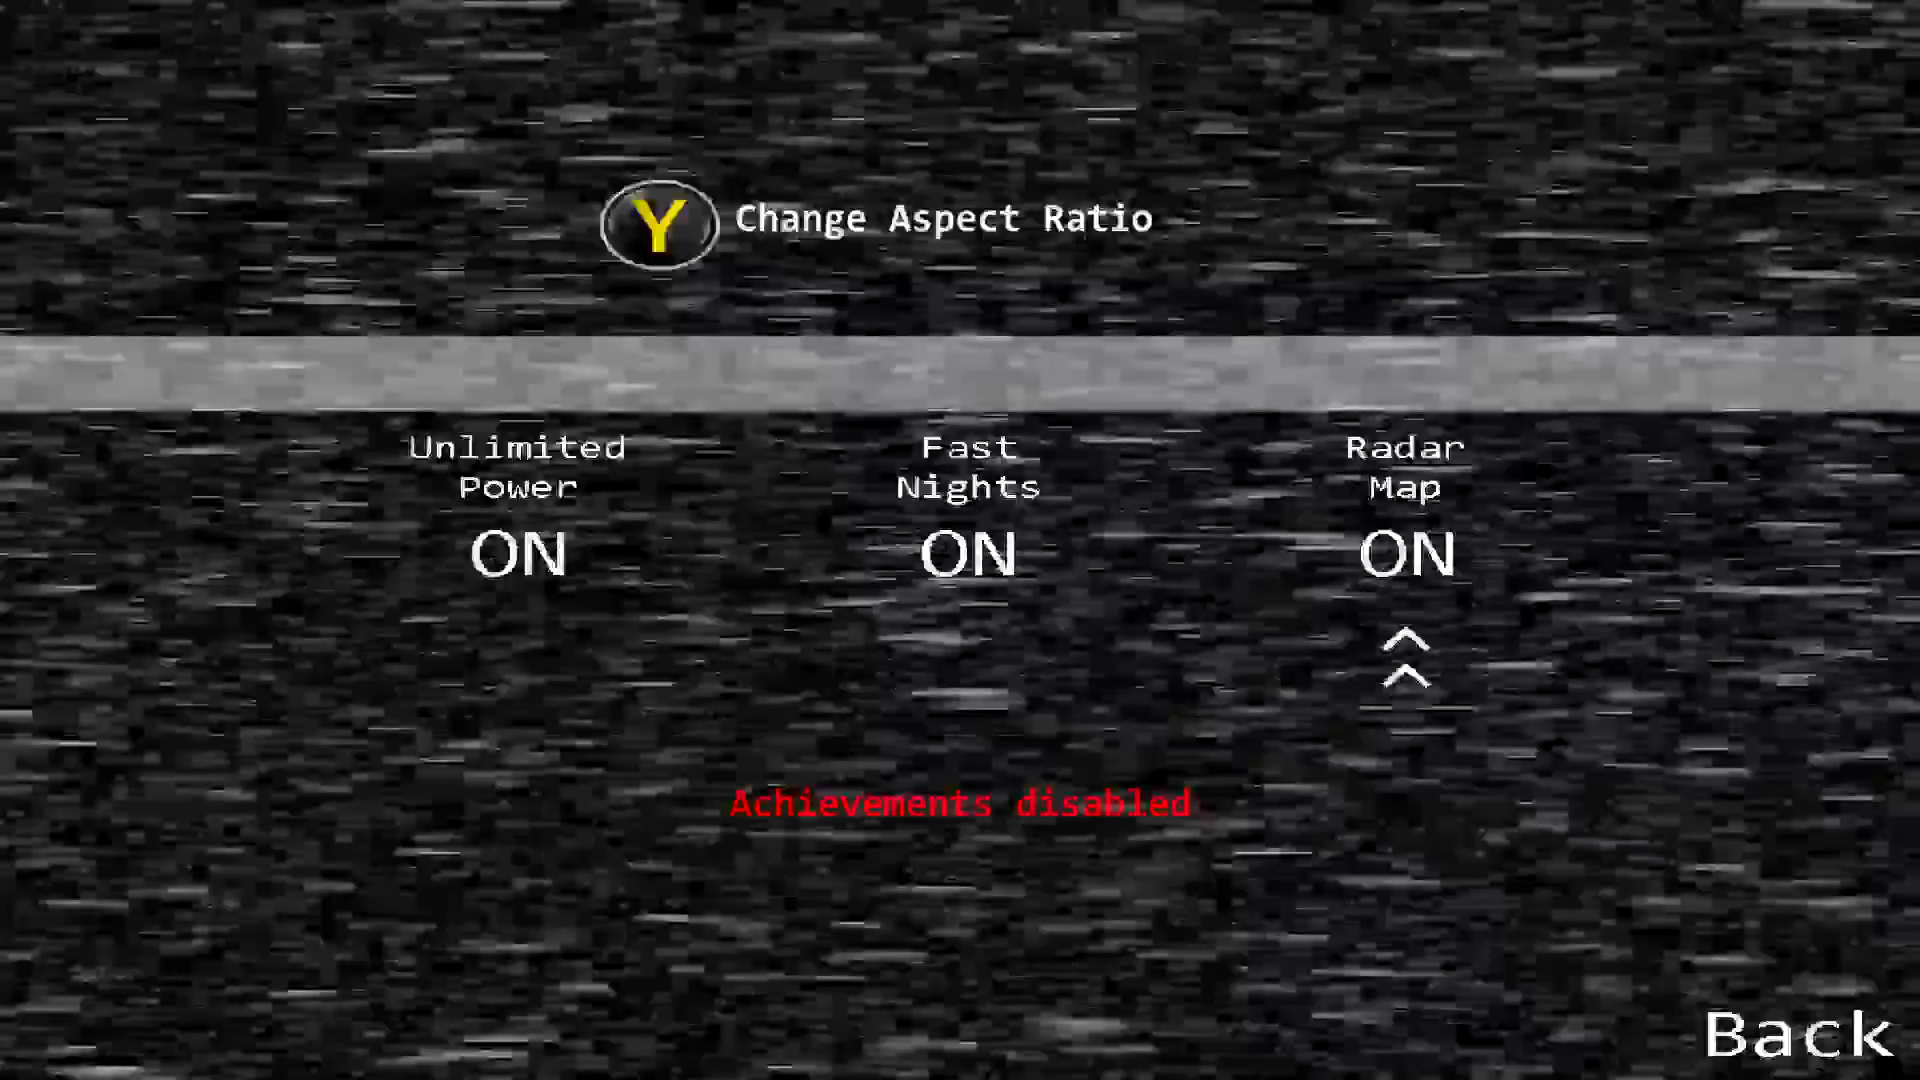 Y Change Aspect Ratio
Unlimited
Power
ON
Fast
Nights
ON
Radar
Map
ON
Achievements disabled
Back